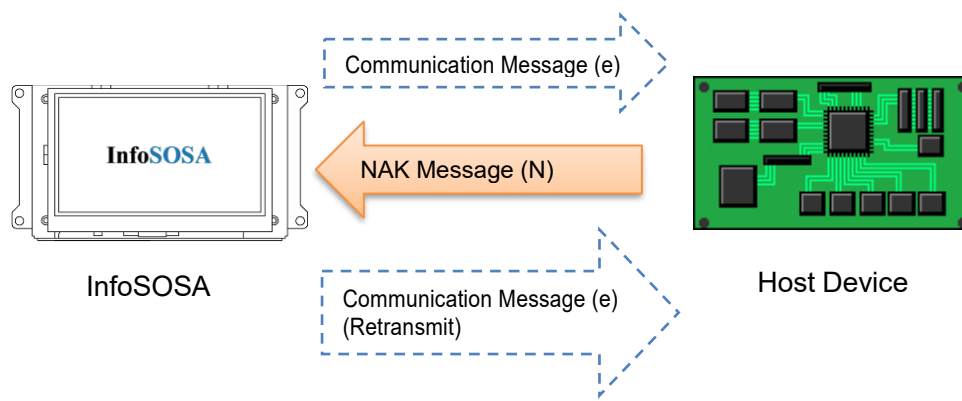 Communication Message (e)
InfoSOSA
NAK Message (N)
InfoSOSA
Host Device
Communication Message (e)
(Retransmit)